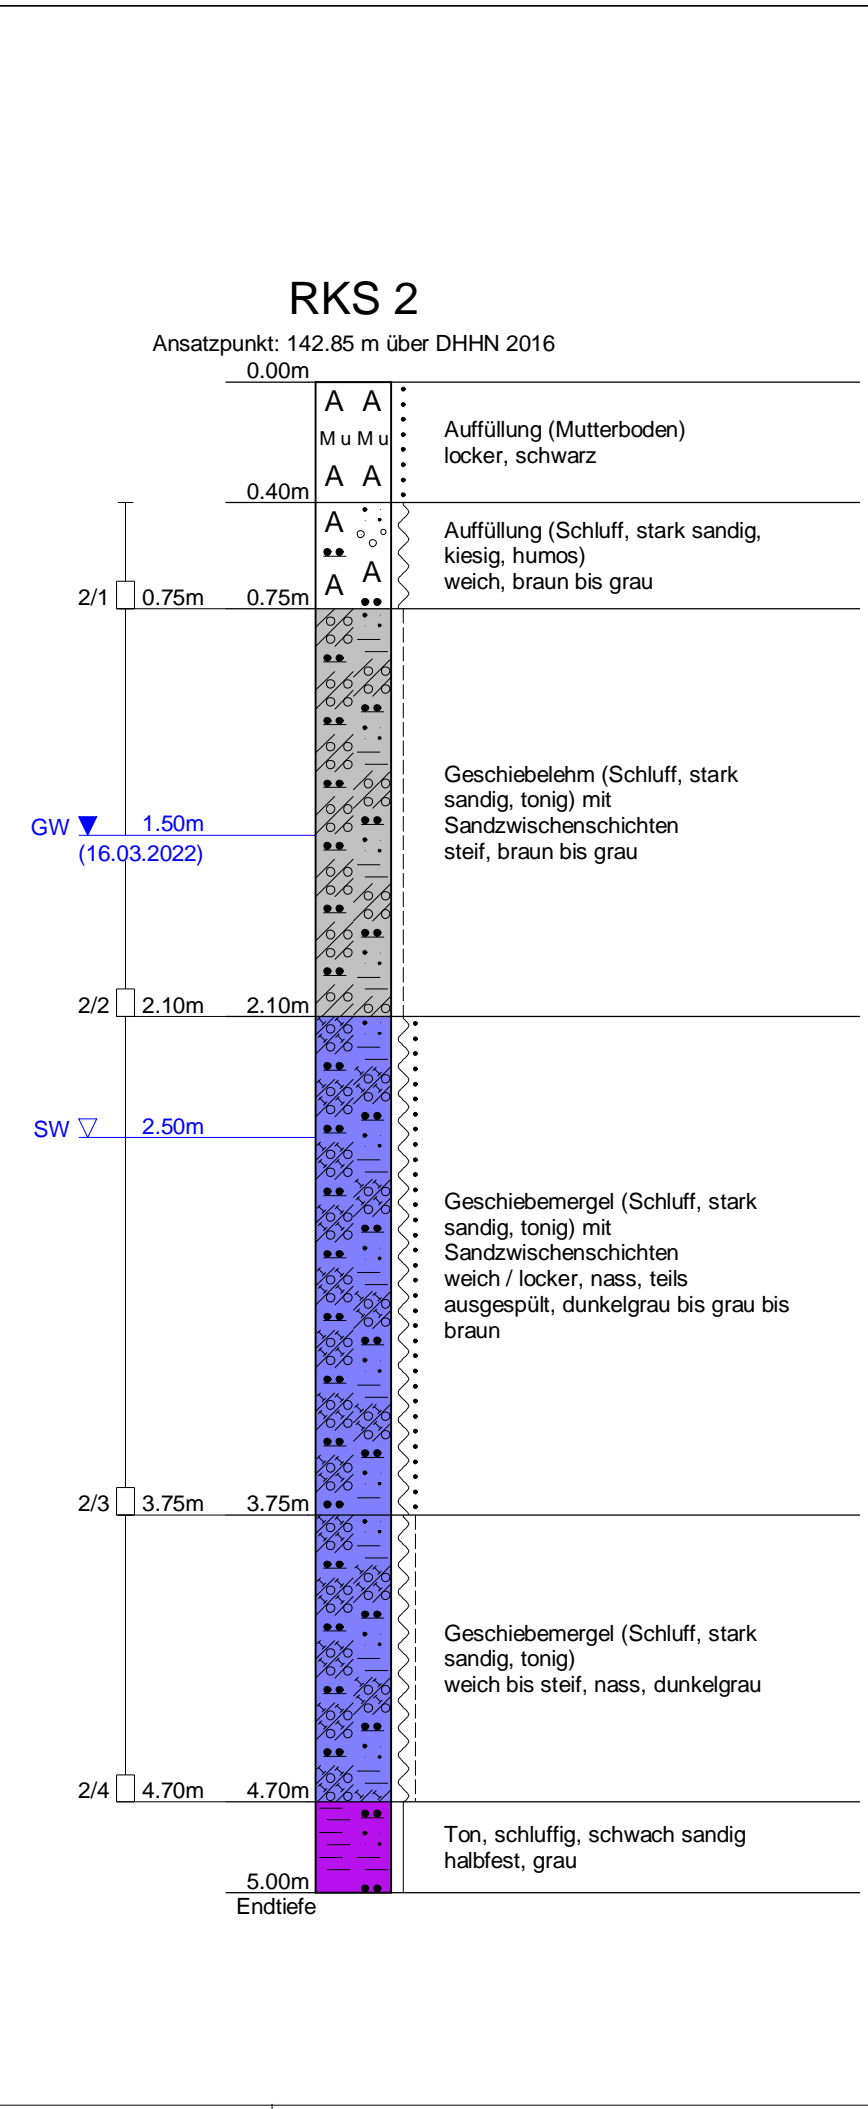 RKS 2
Ansatzpunkt: 142.85 m über DHHN 2016
0.00m
A A
Mu Mu
A A
Auffüllung (Mutterboden)
locker, schwarz
0.40m
A
A
A
Auffüllung (Schluff, stark sandig,
kiesig, humos)
weich, braun bis grau
2/1 0.75m 0.75m
Geschiebelehm (Schluff, stark
sandig, tonig) mit
Sandzwischenschichten
steif, braun bis grau
GW 1.50m
(16.03.2022)
2/2 2.10m 2.10m
SW 2.50m
Geschiebemergel (Schluff, stark
sandig, tonig) mit
Sandzwischenschichten
weich / locker, nass, teils
ausgespült, dunkelgrau bis grau bis
braun
2/3 3.75m 3.75m
Geschiebemergel (Schluff, stark
sandig, tonig)
weich bis steif, nass, dunkelgrau
2/4 4.70m 4.70m
Ton, schluffig, schwach sandig
halbfest, grau
5.00m
Endtiefe